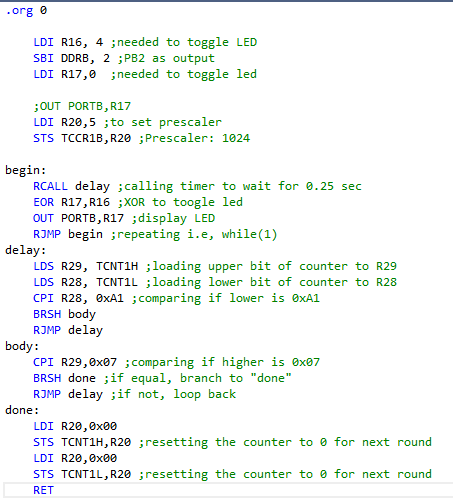 .org 0
LDI R16, 4 ;needed to toggle LED
SBI DDRB, 2 ;PB2 as output
LDI R17,0  ;needed to toggle led
;OUT PORTB,R17
LDI R20,5 ;to set prescaler
STS TCCR1B,R20 ;Prescaler: 1024
begin:
RCALL delay ;calling timer to wait for 0.25 sec
EOR R17,R16 ;XOR to toogle led
OUT PORTB,R17 ;display LED
RJMP begin ;repeating i.e, while(1)
delay:
LDS R29, TCNT1H ;loading upper bit of counter to R29
LDS R28, TCNT1L ;loading lower bit of counter to R28
CPI R28, 0xA1 ;comparing if lower is 0xA1
BRSH body
RJMP delay
body:
CPI R29,0x07 ;comparing if higher is 0x07
BRSH done ;if equal, branch to "done"
RJMP delay ;if not, loop back
done:
LDI R20,0x00
STS TCNT1H,R20 ;resetting the counter to 0 for next round
LDI R20,0x00
STS TCNT1L,R20 ;resetting the counter to 0 for next round
RET